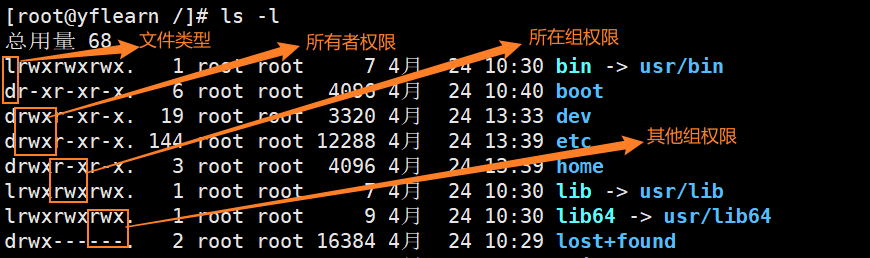 [root@yflearn /]# ls -l
总用量 68
文件类型
所有者权限
所在组权限
lrwxrwxrwx. 1 root root 7 4月 24 10:30 bin -> usr/bin
dr-xr-xr-x. 6 root root 4096 4月 24 10:40 boot
drwxr-xr-x. 19 root root 3320 4月 24 13:33 dev
drwxr-xr-x. 144 root root 12288 4月 24 13:39 etc
其他组权限
drwxr-xr-x. 3 root root 4096 4月 24 13:39 home
lrwxrwxrwx. 1 root root 7 4月 24 10:30 lib -> usr/lib
lrwxrwxrwx. 1 root root 9 4月 24 10:30 lib64 -> usr/lib64
drwx------. 2 root root 16384 4月 24 10:29 lost+found